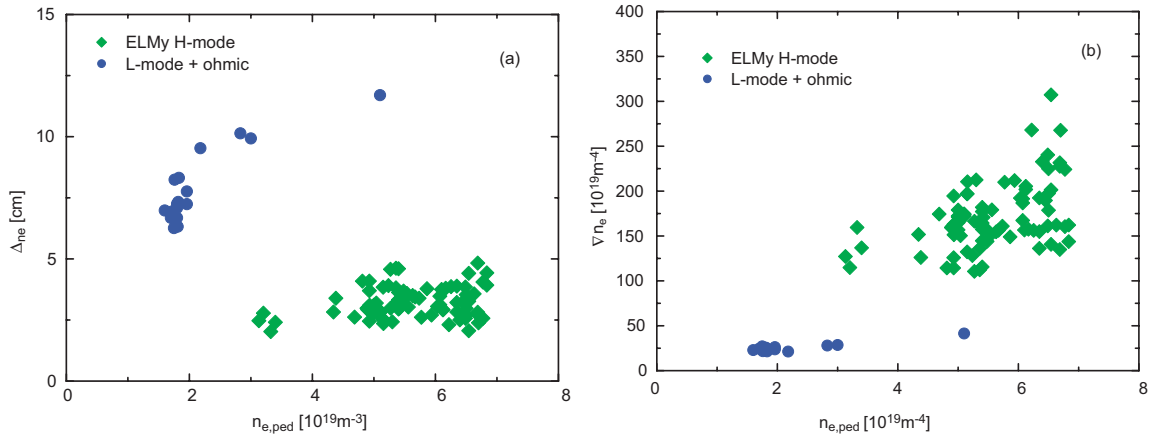 15
10
5
0
Δne [cm]
ELMy H-mode
L-mode + ohmic
(a)
0 2 4 6 8
ne,ped [1019m-3]
400
350
300
250
200
150
100
50
0
∇ne [1019m-4]
(b)
ELMy H-mode
L-mode + ohmic
0 2 4 6 8
ne,ped [1019m-4]